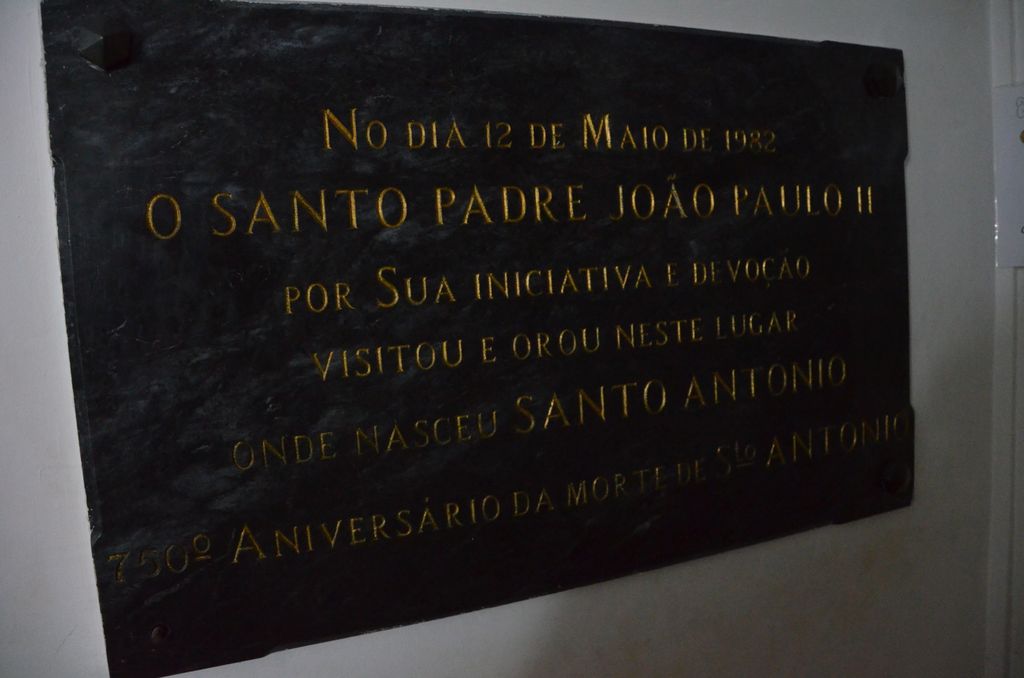 No dia 12 de Maio de 1982
O SANTO PADRE JOÃO PAULO II
por Sua iniciativa e devoção
visitou e orou neste lugar
onde nasceu SANTO ANTÓNIO
750º Aniversário da morte de Sto ANTONIO